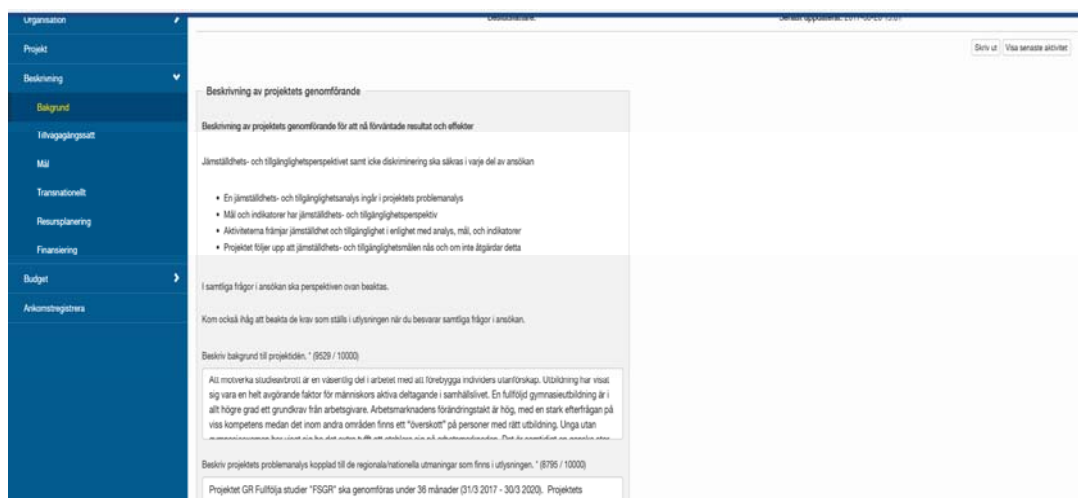 Organisation
Projekt
Beskrivning
Bakgrund
Tillvägagångssätt
Mål
Transnationellt
Resursplanering
Finansiering
Budget
Ankomstregistrera
Beslutsfattare: Senast uppdaterat:
Skriv ut Visa senaste aktivitet
Beskrivning av projektets genomförande
Beskrivning av projektets genomförande för att nå förväntade resultat och effekter
Jämställdhets- och tillgänglighetsperspektivet samt icke diskriminering ska säkras i varje del av ansökan
• En jämställdhets- och tillgänglighetsanalys ingår i projektets problemanalys
• Mål och indikatorer har jämställdhets- och tillgänglighetsperspektiv
• Aktiviteterna främjar jämställdhet och tillgänglighet i enlighet med analys, mål, och indikatorer
• Projektet följer upp att jämställdhets- och tillgänglighetsmålen nås och om inte åtgärdar detta
I samtliga frågor i ansökan ska perspektiven ovan beaktas.
Kom också ihåg att beakta de krav som ställs i utlysningen när du besvarar samtliga frågor i ansökan.
Beskriv bakgrund till projektidén. * (9529 / 10000)
Att motverka studieavbrott är en väsentlig del i arbetet med att förebygga individers utanförskap. Utbildning har visat
sig vara en helt avgörande faktor för människors aktiva deltagande i samhällslivet. En fullföljd gymnasieutbildning är i
allt högre grad ett grundkrav från arbetsgivare. Arbetsmarknadens förändringstakt är hög, med en stark efterfrågan på
viss kompetens medan det inom andra områden finns ett "överskott" på personer med rätt utbildning. Unga utan
Beskriv projektets problemanalys kopplad till de regionala/nationella utmaningar som finns i utlysningen. * (8795 / 10000)
Projektet GR Fullfölja studier "FSGR" ska genomföras under 36 månader (31/3 2017 - 30/3 2020). Projektets